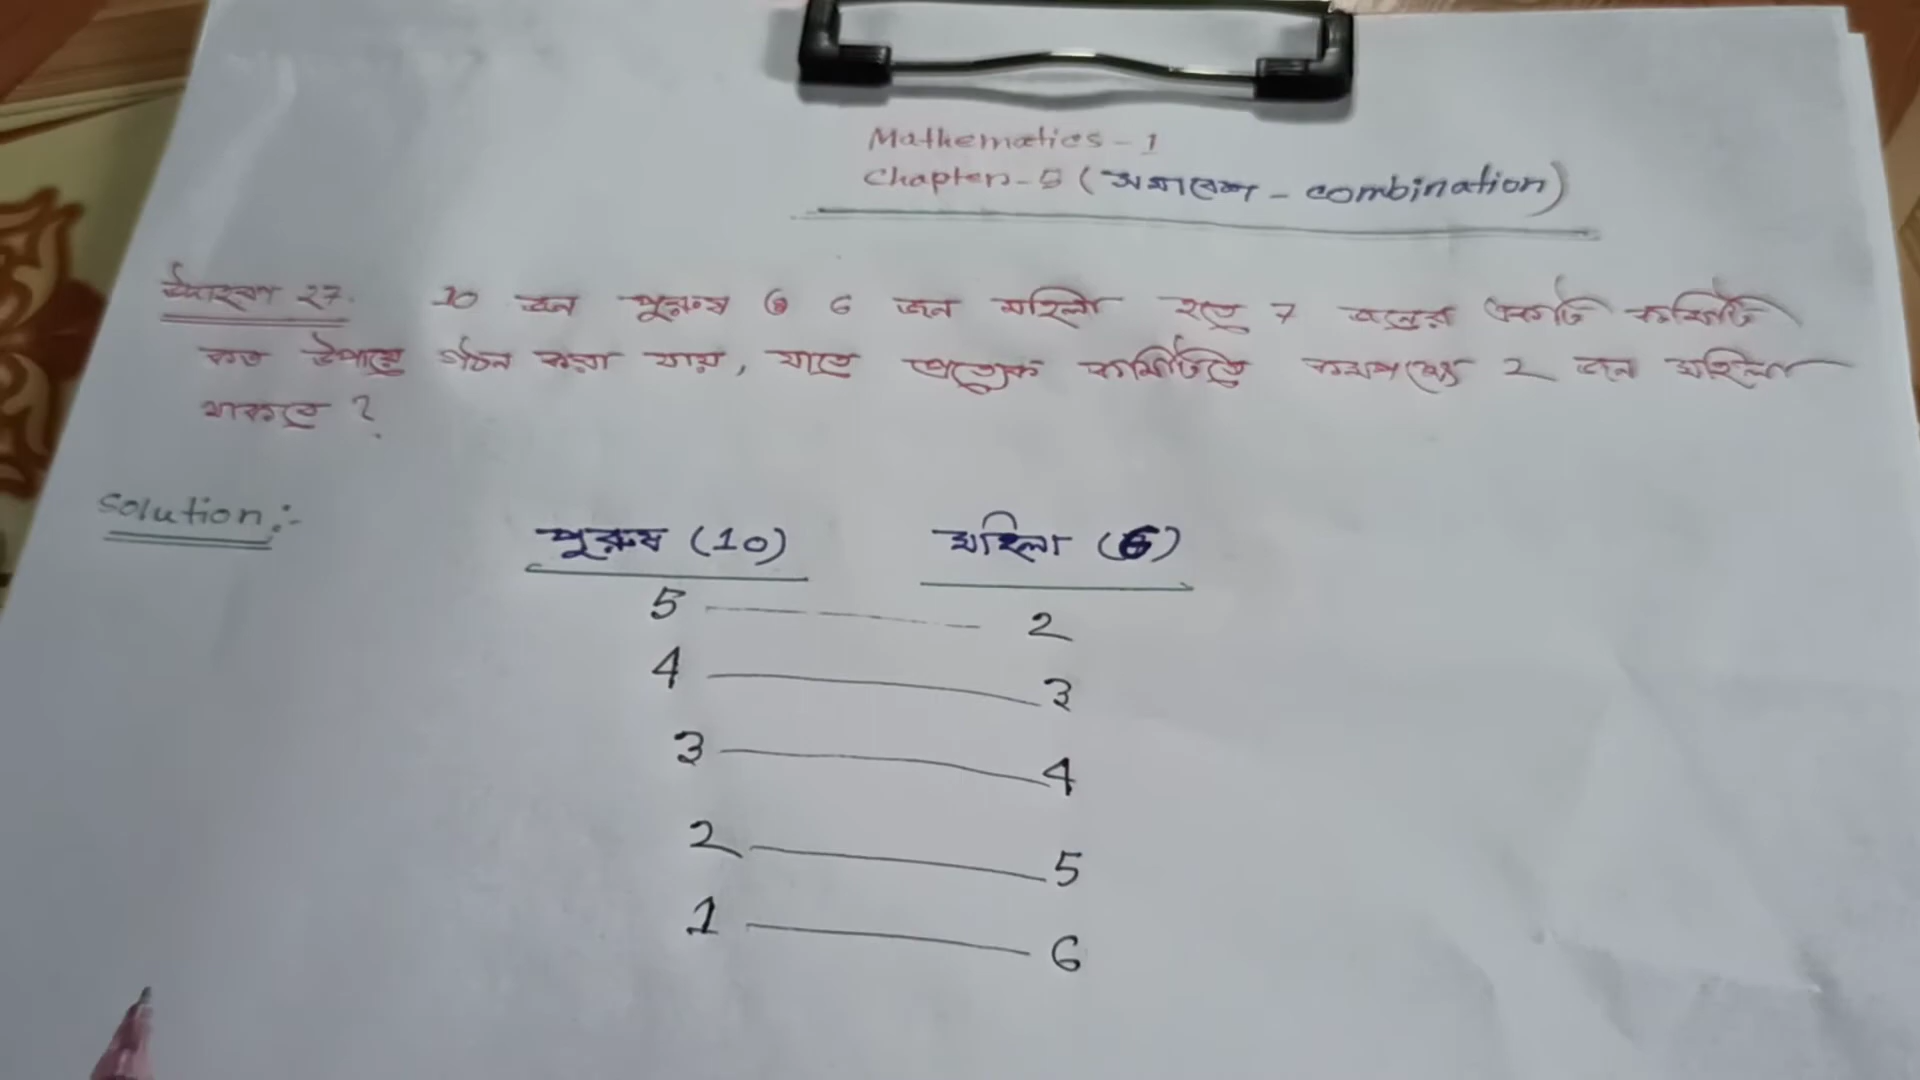 Mathematics - 1
Chapter - 5 (সমাবেশ - combination)
উদাহরণ 27. 10 জন পুরুষ ও 6 জন মহিলা হতে 7 জনের একটি কমিটি
কত উপায়ে গঠন করা যায়, যাতে প্রত্যেক কমিটিতে কমপক্ষে 2 জন মহিলা
থাকবে ?
Solution:-
পুরুষ (10) মহিলা (6)
5 2
4 3
3 4
2 5
1 6